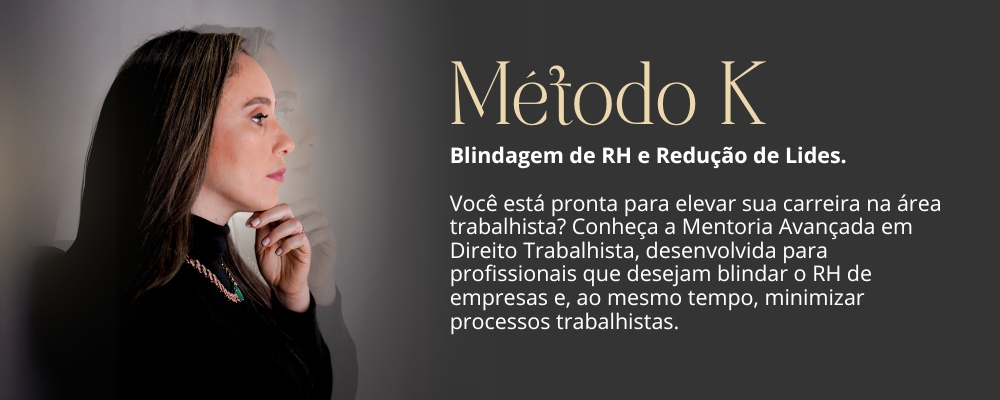 Método K
Blindagem de RH e Redução de Lides.
Você está pronta para elevar sua carreira na área
trabalhista? Conheça a Mentoria Avançada em
Direito Trabalhista, desenvolvida para
profissionais que desejam blindar o RH de
empresas e, ao mesmo tempo, minimizar
processos trabalhistas.